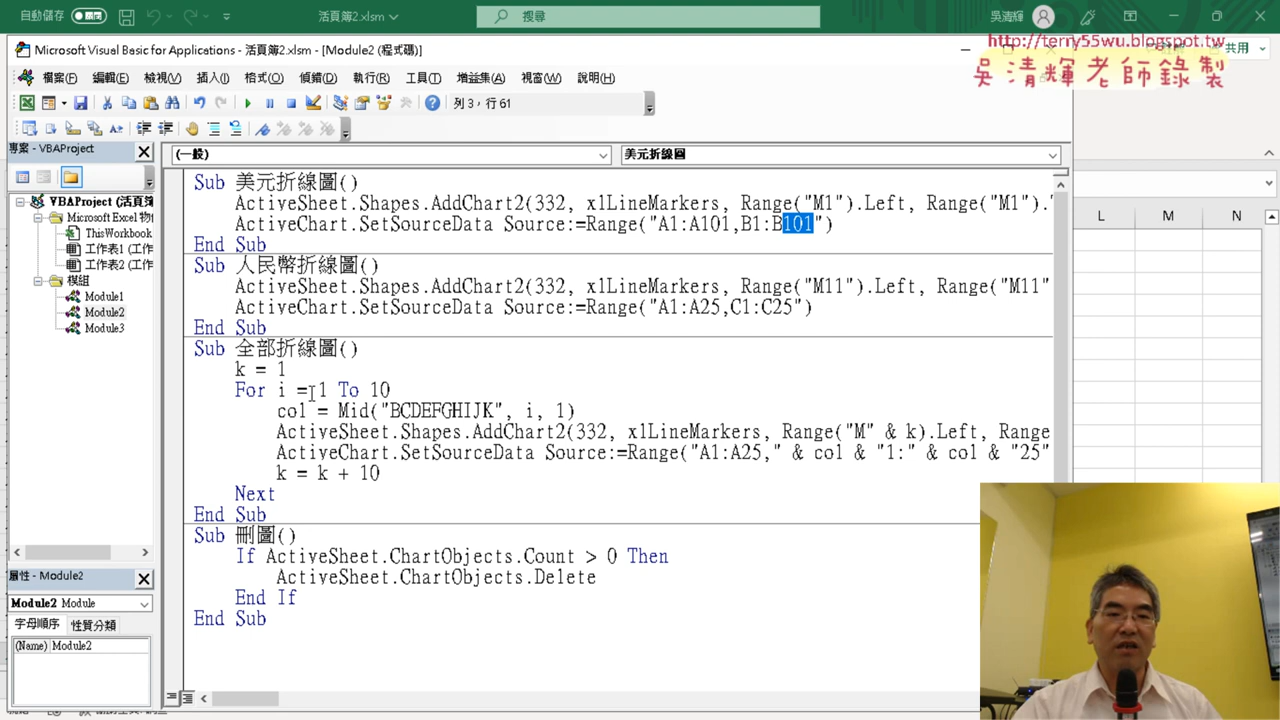 自動儲存 活頁簿2.xlsm 搜尋 吳清輝
Microsoft Visual Basic for Applications - 活頁簿2.xlsm - [Module2 (程式碼)]
http://terry55wu.blogspot.tw
共用
吳清輝老師錄製
檔案(F) 編輯(E) 檢視(V) 插入(I) 格式(O) 偵錯(D) 執行(R) 工具(T) 增益集(A) 視窗(W) 說明(H)
列 3，行 61
專案 - VBAProject
(一般) 美元折線圖
VBAProject (活頁簿
Microsoft Excel 物件
ThisWorkbook
工作表1 (工作
工作表2 (工作
模組
Module1
Module2
Module3
屬性 - Module2
Module2 Module
字母順序 性質分類
(Name) Module2
Sub 美元折線圖()
ActiveSheet.Shapes.AddChart2(332, xlLineMarkers, Range("M1").Left, Range("M1").
ActiveChart.SetSourceData Source:=Range("A1:A101,B1:B101")
End Sub
Sub 人民幣折線圖()
ActiveSheet.Shapes.AddChart2(332, xlLineMarkers, Range("M11").Left, Range("M11"
ActiveChart.SetSourceData Source:=Range("A1:A25,C1:C25")
End Sub
Sub 全部折線圖()
k = 1
For i = 1 To 10
col = Mid("BCDEFGHIJK", i, 1)
ActiveSheet.Shapes.AddChart2(332, xlLineMarkers, Range("M" & k).Left, Range
ActiveChart.SetSourceData Source:=Range("A1:A25," & col & "1:" & col & "25"
k = k + 10
Next
End Sub
Sub 刪圖()
If ActiveSheet.ChartObjects.Count > 0 Then
ActiveSheet.ChartObjects.Delete
End If
End Sub
L M N